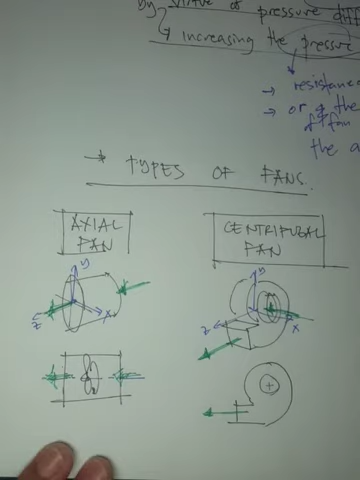 by virtue of pressure diff
→ increasing the pressure
→ resistance
→ or of the
the a
→ TYPES OF FANS.
AXIAL FAN
CENTRIFUGAL FAN
y
z x
y
z x